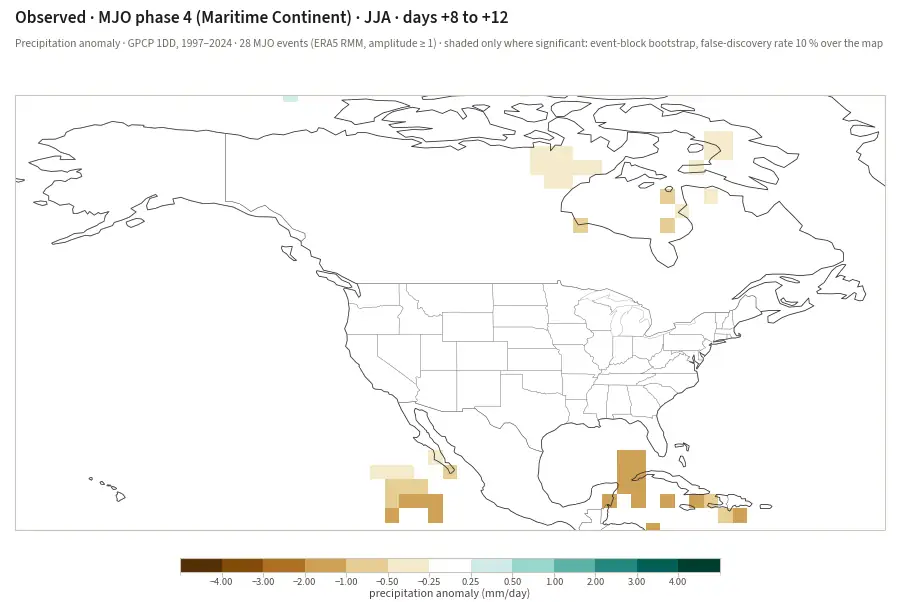 Observed · MJO phase 4 (Maritime Continent) · JJA · days +8 to +12
Precipitation anomaly · GPCP 1DD, 1997–2024 · 28 MJO events (ERA5 RMM, amplitude ≥ 1) · shaded only where significant: event-block bootstrap, false-discovery rate 10 % over the map
−4.00 −3.00 −2.00 −1.00 −0.50 −0.25 0.25 0.50 1.00 2.00 3.00 4.00
precipitation anomaly (mm/day)